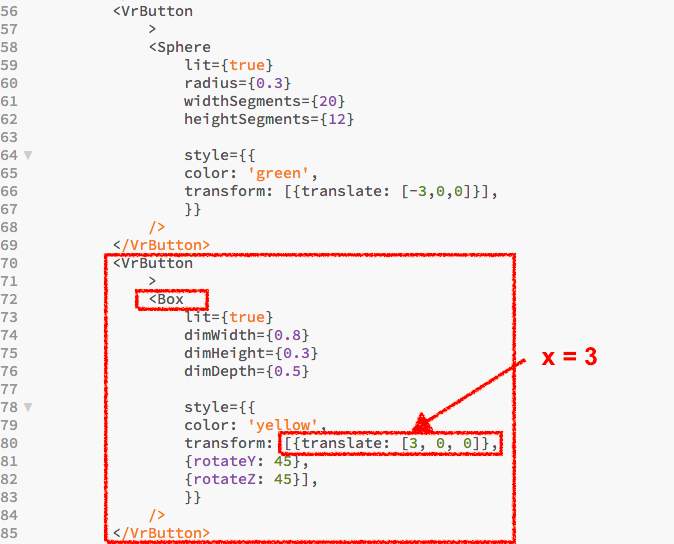 56 <VrButton
57 >
58 <Sphere
59 lit={true}
60 radius={0.3}
61 widthSegments={20}
62 heightSegments={12}
63
64 style={{
65 color: 'green',
66 transform: [{translate: [-3,0,0]}],
67 }}
68 />
69 </VrButton>
70 <VrButton
71 >
72 <Box
73 lit={true}
74 dimWidth={0.8}
75 dimHeight={0.3}
76 dimDepth={0.5}
77
78 style={{
79 color: 'yellow',
80 transform: [{translate: [3, 0, 0]},
81 {rotateY: 45},
82 {rotateZ: 45}],
83 }}
84 />
85 </VrButton>
x = 3